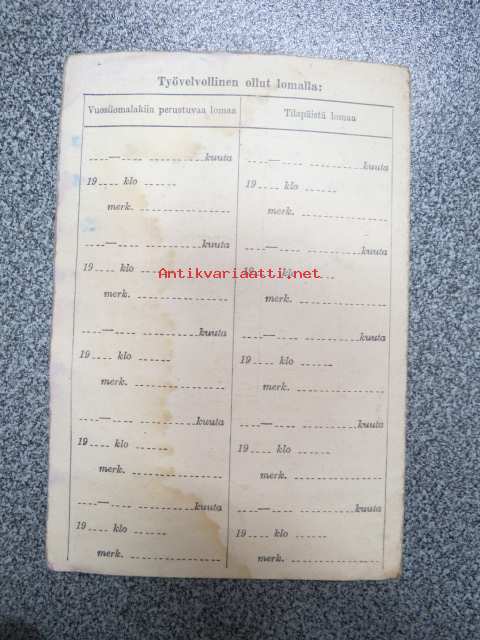 Työvelvollinen ollut lomalla:
Vuosilomalakiin perustuvaa lomaa
Tilapäistä lomaa
....—.... ........kuuta
19.... klo ......
merk. ..............
....—.... ........kuuta
19.... klo ......
merk. ..............
....—.... ........kuuta
19.... klo ......
merk. ..............
....—.... ........kuuta
19.... klo ......
merk. ..............
....—.... ........kuuta
19.... klo ......
merk. ..............
....—.... ........kuuta
19.... klo ......
merk. ..............
....—.... ........kuuta
19.... klo ......
merk. ..............
....—.... ........kuuta
19.... klo ......
merk. ..............
....—.... ........kuuta
19.... klo ......
merk. ..............
....—.... ........kuuta
19.... klo ......
merk. ..............
Antikvariaatti.net